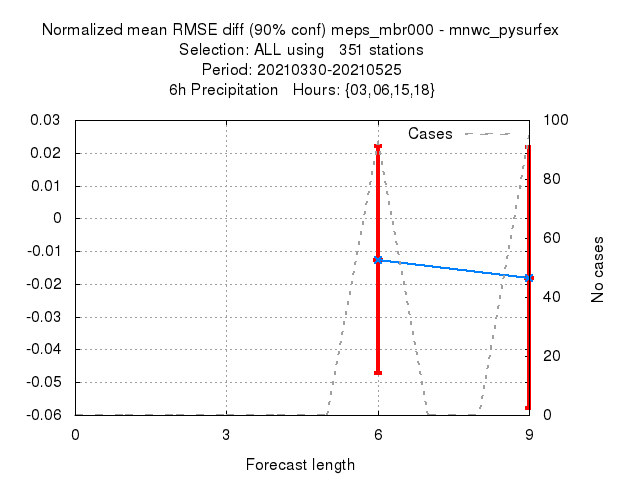 Normalized mean RMSE diff (90% conf) meps_mbr000 - mnwc_pysurfex
Selection: ALL using   351 stations
Period: 20210330-20210525
6h Precipitation   Hours: {03,06,15,18}
0.03
0.02
0.01
0
-0.01
-0.02
-0.03
-0.04
-0.05
-0.06
Cases
100
80
60
40
20
0
No cases
0 3 6 9
Forecast length